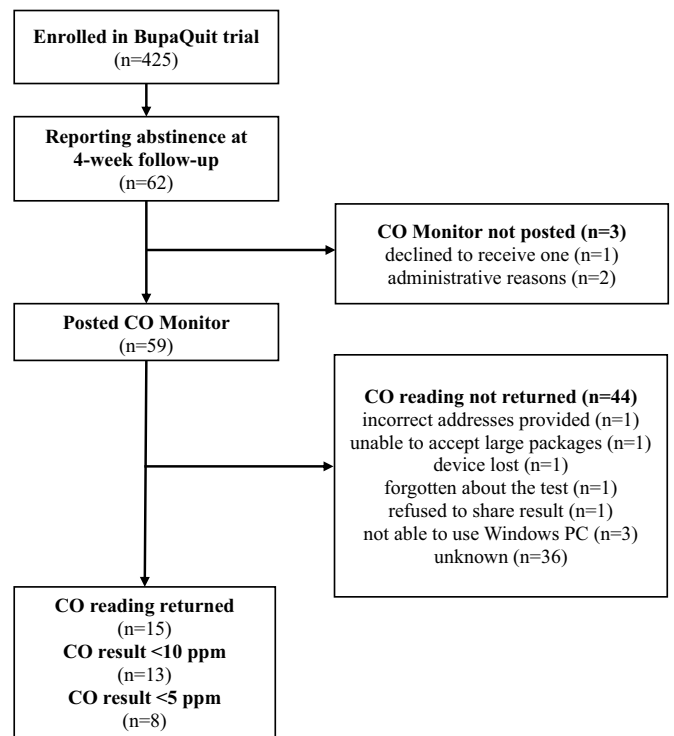 Enrolled in BupaQuit trial
(n=425)
Reporting abstinence at
4-week follow-up
(n=62)
CO Monitor not posted (n=3)
declined to receive one (n=1)
administrative reasons (n=2)
Posted CO Monitor
(n=59)
CO reading not returned (n=44)
incorrect addresses provided (n=1)
unable to accept large packages (n=1)
device lost (n=1)
forgotten about the test (n=1)
refused to share result (n=1)
not able to use Windows PC (n=3)
unknown (n=36)
CO reading returned
(n=15)
CO result <10 ppm
(n=13)
CO result <5 ppm
(n=8)